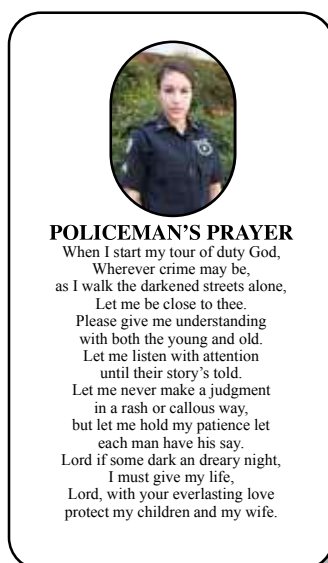 POLICEMAN’S PRAYER
When I start my tour of duty God,
Wherever crime may be,
as I walk the darkened streets alone,
Let me be close to thee.
Please give me understanding
with both the young and old.
Let me listen with attention
until their story’s told.
Let me never make a judgment
in a rash or callous way,
but let me hold my patience let
each man have his say.
Lord if some dark an dreary night,
I must give my life,
Lord, with your everlasting love
protect my children and my wife.